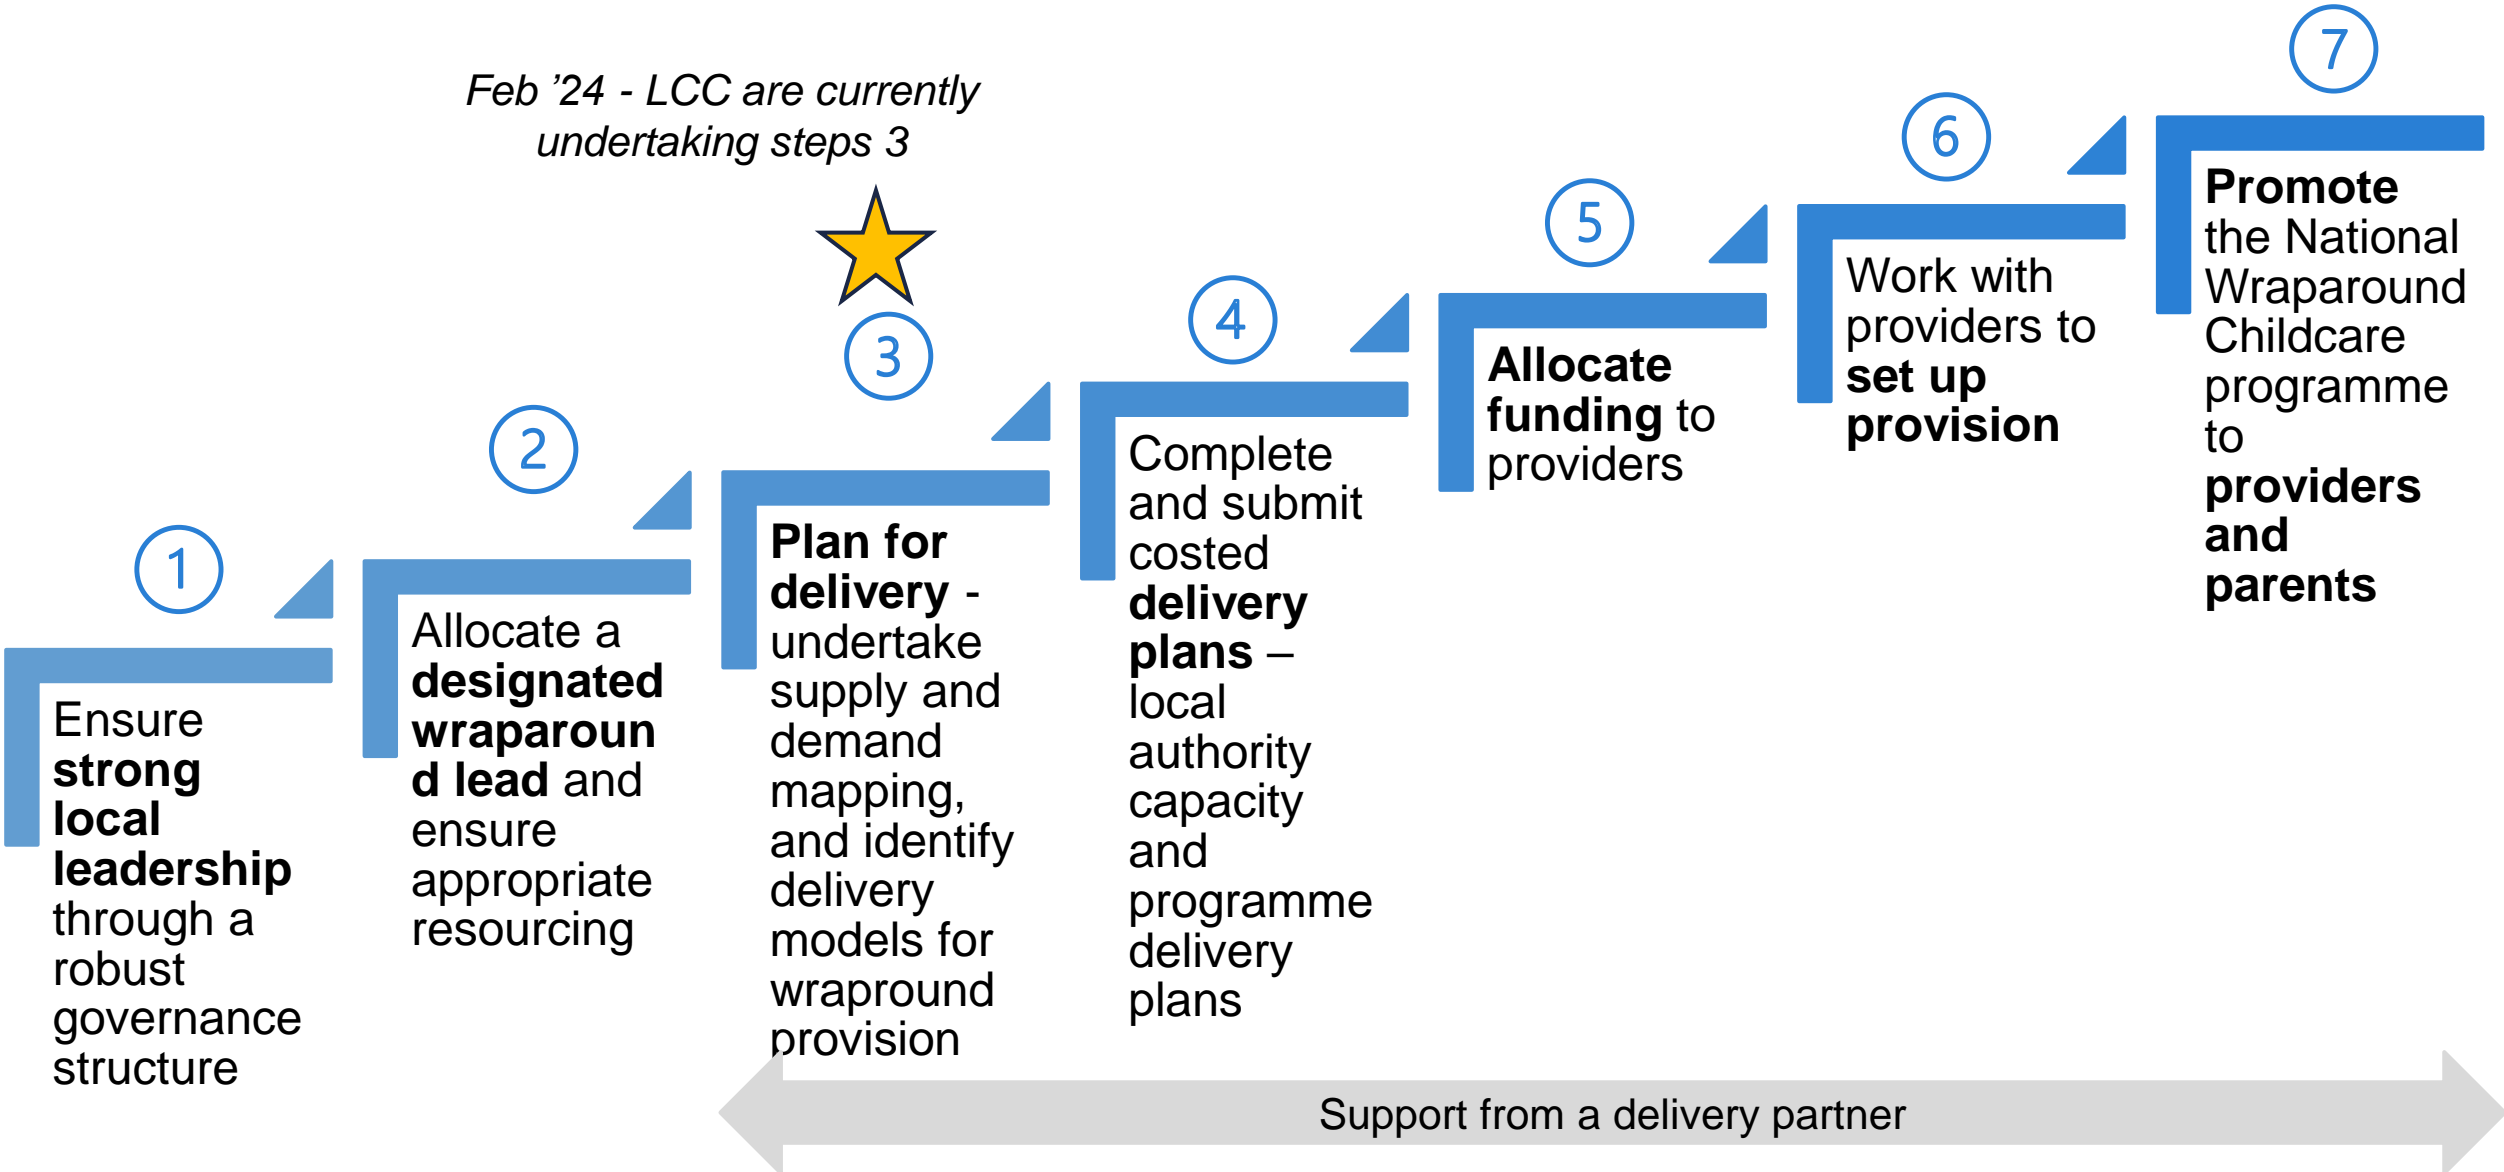 Feb ’24 - LCC are currently
undertaking steps 3
1
Ensure
strong
local
leadership
through a
robust
governance
structure
2
Allocate a
designated
wraparoun
d lead and
ensure
appropriate
resourcing
3
Plan for
delivery -
undertake
supply and
demand
mapping,
and identify
delivery
models for
wrapround
provision
4
Complete
and submit
costed
delivery
plans –
local
authority
capacity
and
programme
delivery
plans
5
Allocate
funding to
providers
6
Work with
providers to
set up
provision
7
Promote
the National
Wraparound
Childcare
programme
to
providers
and
parents
Support from a delivery partner